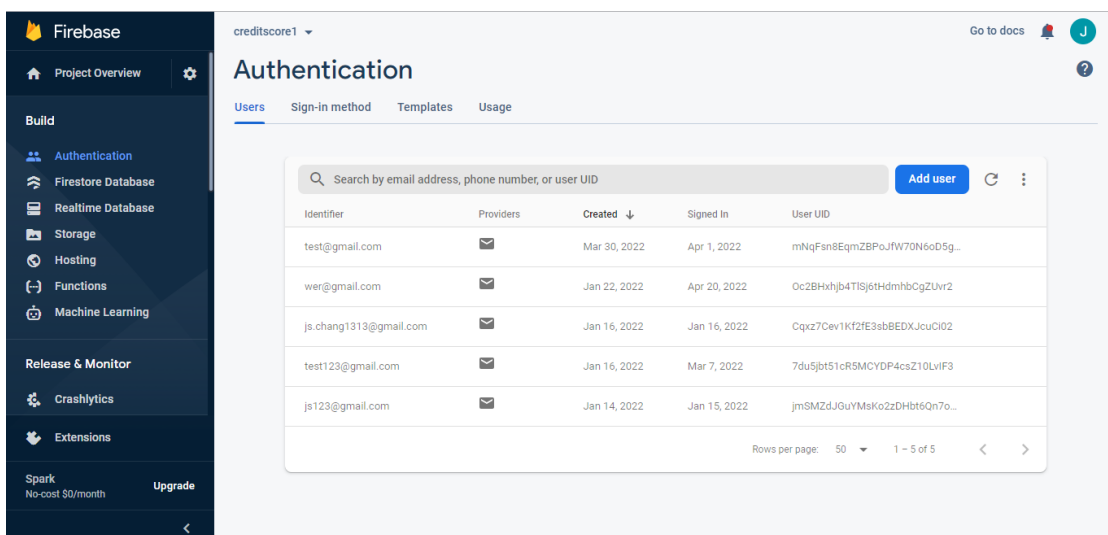 Firebase
Project Overview
Build
Authentication
Firestore Database
Realtime Database
Storage
Hosting
Functions
Machine Learning
Release & Monitor
Crashlytics
Extensions
Spark
No-cost $0/month
Upgrade
creditscore1
Go to docs
J
Authentication
Users Sign-in method Templates Usage
Search by email address, phone number, or user UID Add user
Identifier Providers Created Signed In User UID
test@gmail.com Mar 30, 2022 Apr 1, 2022 mNqFsn8EqmZBPoJfW70N6oD5g...
wer@gmail.com Jan 22, 2022 Apr 20, 2022 Oc2BHxhjb4TlSj6tHdmhbCgZUvr2
js.chang1313@gmail.com Jan 16, 2022 Jan 16, 2022 Cqxz7Cev1Kf2fE3sbBEDXJcuCi02
test123@gmail.com Jan 16, 2022 Mar 7, 2022 7du5jbt51cR5MCYDP4csZ10LvIF3
js123@gmail.com Jan 14, 2022 Jan 15, 2022 jmSMZdJGuYMsKo2zDHbt6Qn7o...
Rows per page: 50 1 – 5 of 5